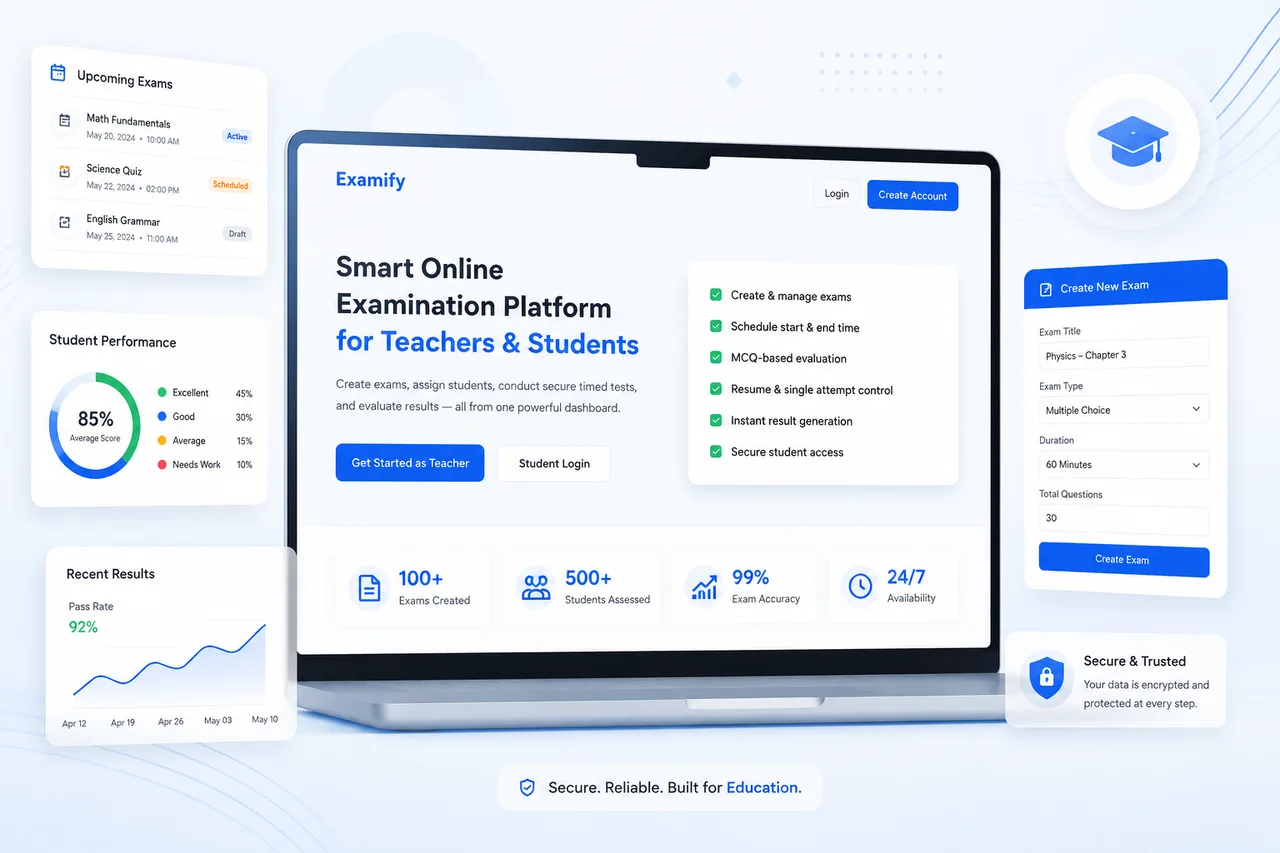 Upcoming Exams
Math Fundamentals
May 20, 2024 • 10:00 AM
Active
Science Quiz
May 22, 2024 • 02:00 PM
Scheduled
English Grammar
May 25, 2024 • 11:00 AM
Draft
Student Performance
85%
Average Score
Excellent 45%
Good 30%
Average 15%
Needs Work 10%
Recent Results
Pass Rate
92%
Apr 12 Apr 19 Apr 26 May 03 May 10
Examify
Login
Create Account
Smart Online
Examination Platform
for Teachers & Students
Create exams, assign students, conduct secure timed tests,
and evaluate results — all from one powerful dashboard.
Get Started as Teacher
Student Login
Create & manage exams
Schedule start & end time
MCQ-based evaluation
Resume & single attempt control
Instant result generation
Secure student access
100+
Exams Created
500+
Students Assessed
99%
Exam Accuracy
24/7
Availability
Create New Exam
Exam Title
Physics – Chapter 3
Exam Type
Multiple Choice
Duration
60 Minutes
Total Questions
30
Create Exam
Secure & Trusted
Your data is encrypted and
protected at every step.
Secure. Reliable. Built for Education.